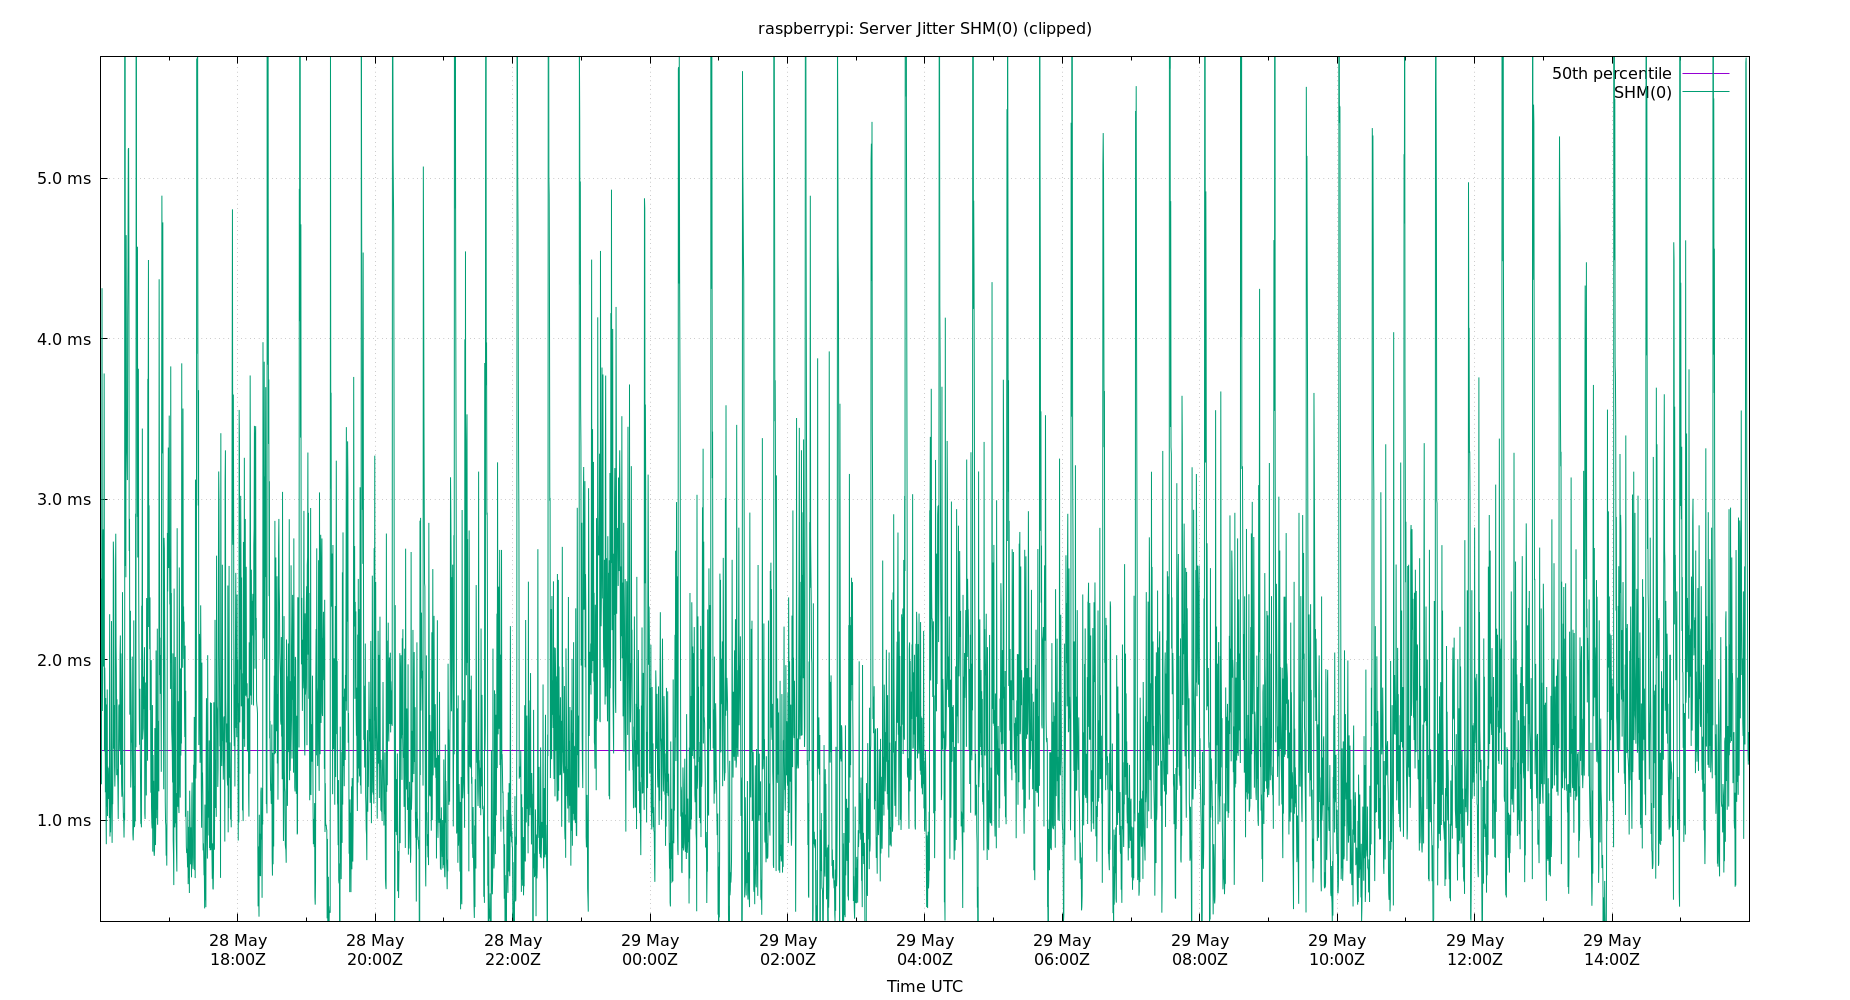 raspberrypi: Server Jitter SHM(0) (clipped)
50th percentile
SHM(0)
5.0 ms
4.0 ms
3.0 ms
2.0 ms
1.0 ms
28 May 28 May 28 May 29 May 29 May 29 May 29 May 29 May 29 May 29 May 29 May
18:00Z 20:00Z 22:00Z 00:00Z 02:00Z 04:00Z 06:00Z 08:00Z 10:00Z 12:00Z 14:00Z
Time UTC